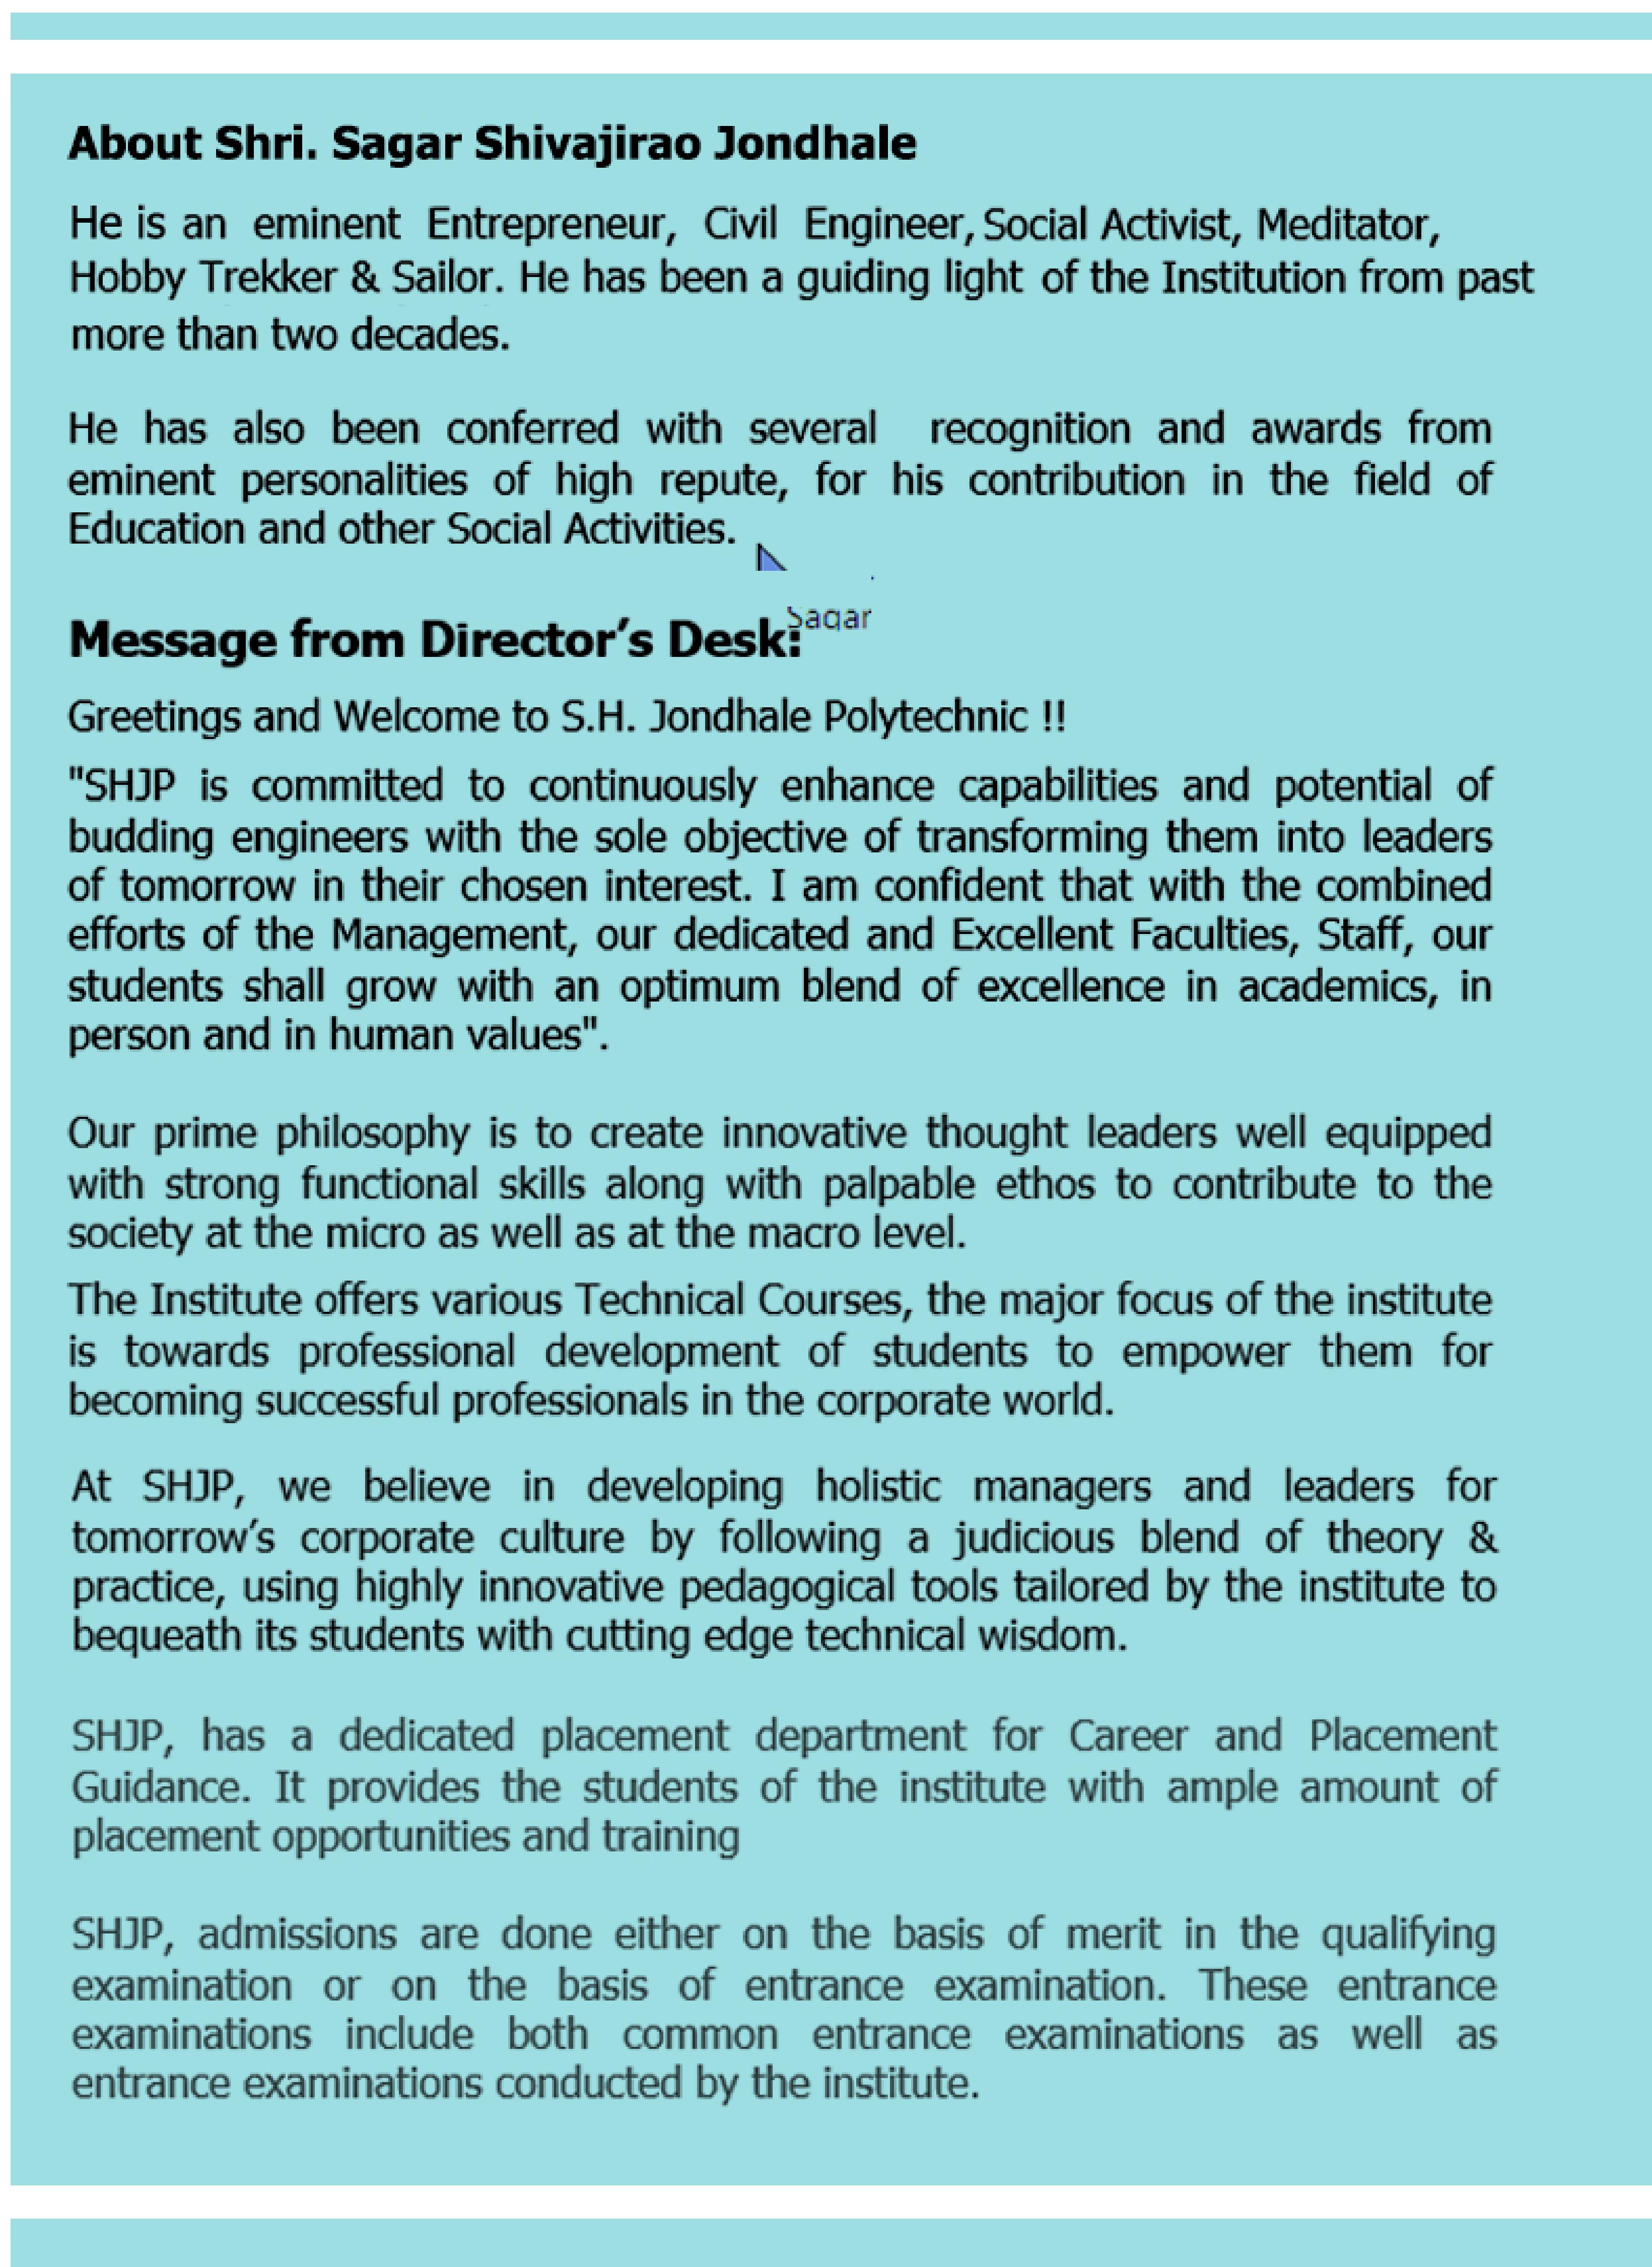 About Shri. Sagar Shivajirao Jondhale
He is an eminent Entrepreneur, Civil Engineer, Social Activist, Meditator,
Hobby Trekker & Sailor. He has been a guiding light of the Institution from past
more than two decades.
He has also been conferred with several recognition and awards from
eminent personalities of high repute, for his contribution in the field of
Education and other Social Activities.
Sagar
Message from Director’s Desk:
Greetings and Welcome to S.H. Jondhale Polytechnic !!
"SHJP is committed to continuously enhance capabilities and potential of
budding engineers with the sole objective of transforming them into leaders
of tomorrow in their chosen interest. I am confident that with the combined
efforts of the Management, our dedicated and Excellent Faculties, Staff, our
students shall grow with an optimum blend of excellence in academics, in
person and in human values".
Our prime philosophy is to create innovative thought leaders well equipped
with strong functional skills along with palpable ethos to contribute to the
society at the micro as well as at the macro level.
The Institute offers various Technical Courses, the major focus of the institute
is towards professional development of students to empower them for
becoming successful professionals in the corporate world.
At SHJP, we believe in developing holistic managers and leaders for
tomorrow’s corporate culture by following a judicious blend of theory &
practice, using highly innovative pedagogical tools tailored by the institute to
bequeath its students with cutting edge technical wisdom.
SHJP, has a dedicated placement department for Career and Placement
Guidance. It provides the students of the institute with ample amount of
placement opportunities and training
SHJP, admissions are done either on the basis of merit in the qualifying
examination or on the basis of entrance examination. These entrance
examinations include both common entrance examinations as well as
entrance examinations conducted by the institute.